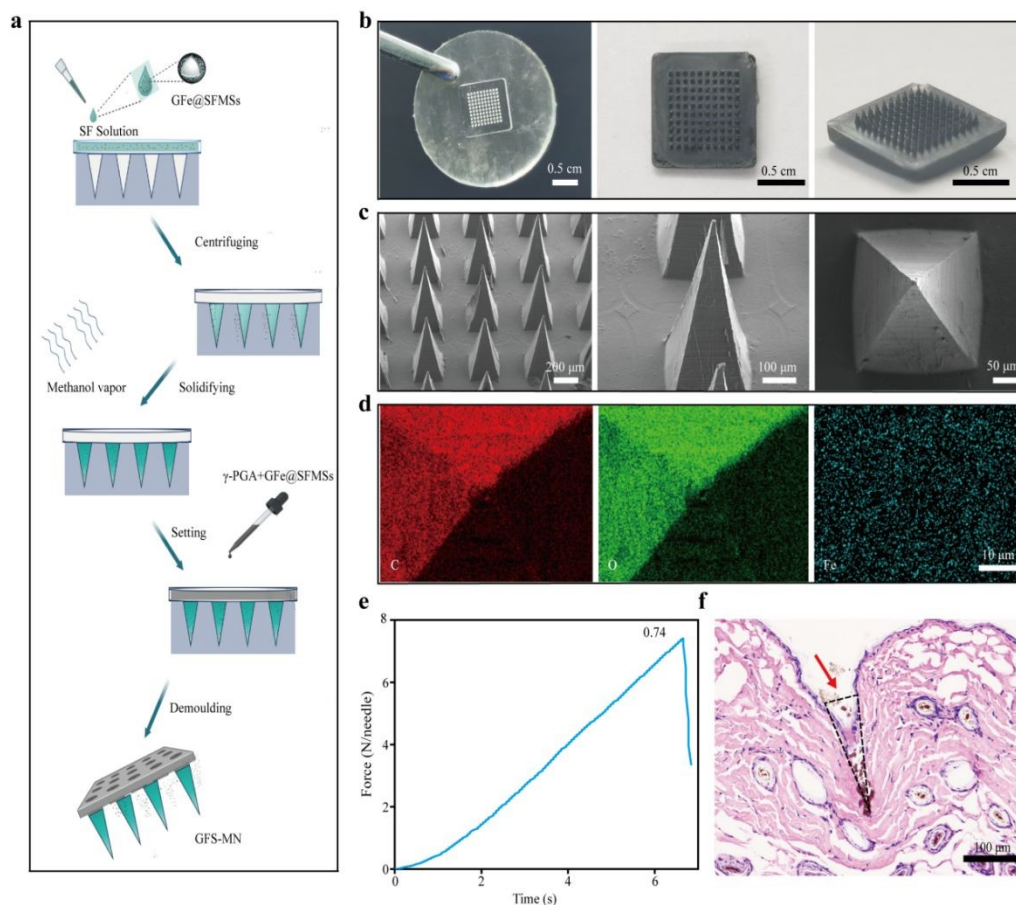 a
GFe@SFMSs
SF Solution
Centrifuging
Methanol vapor
Solidifying
γ-PGA+GFe@SFMSs
Setting
Demoulding
GFS-MN
b
0.5 cm
0.5 cm
0.5 cm
c
200 μm
100 μm
50 μm
d
C
O
Fe
10 μm
e
8
6
4
2
0
0.74
Force (N/needle)
0
2
4
6
Time (s)
f
100 μm